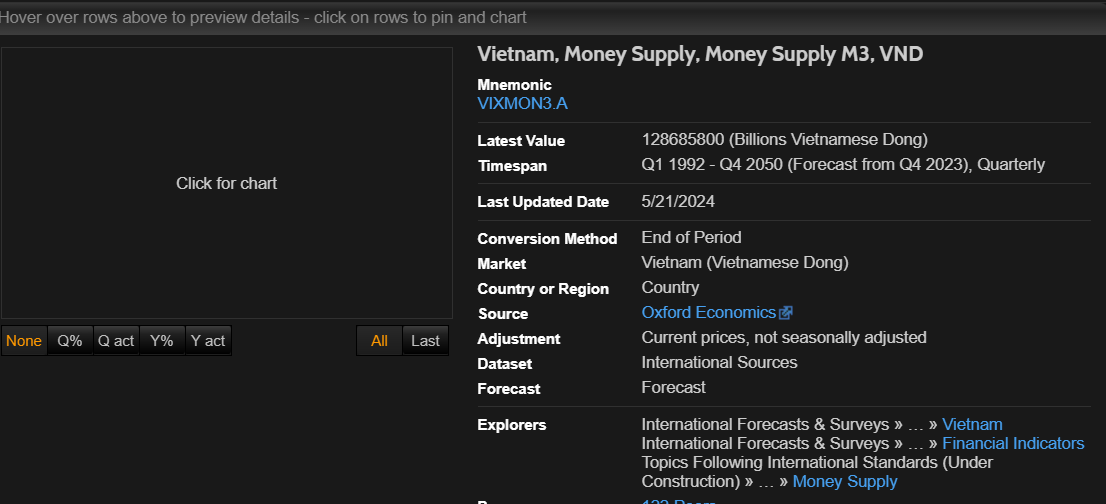 Hover over rows above to preview details - click on rows to pin and chart
Click for chart
None Q% Q act Y% Y act All Last
Vietnam, Money Supply, Money Supply M3, VND
Mnemonic
VIXMON3.A
Latest Value 128685800 (Billions Vietnamese Dong)
Timespan Q1 1992 - Q4 2050 (Forecast from Q4 2023), Quarterly
Last Updated Date 5/21/2024
Conversion Method End of Period
Market Vietnam (Vietnamese Dong)
Country or Region Country
Source Oxford Economics
Adjustment Current prices, not seasonally adjusted
Dataset International Sources
Forecast Forecast
Explorers International Forecasts & Surveys » … » Vietnam
International Forecasts & Surveys » … » Financial Indicators
Topics Following International Standards (Under
Construction) » … » Money Supply